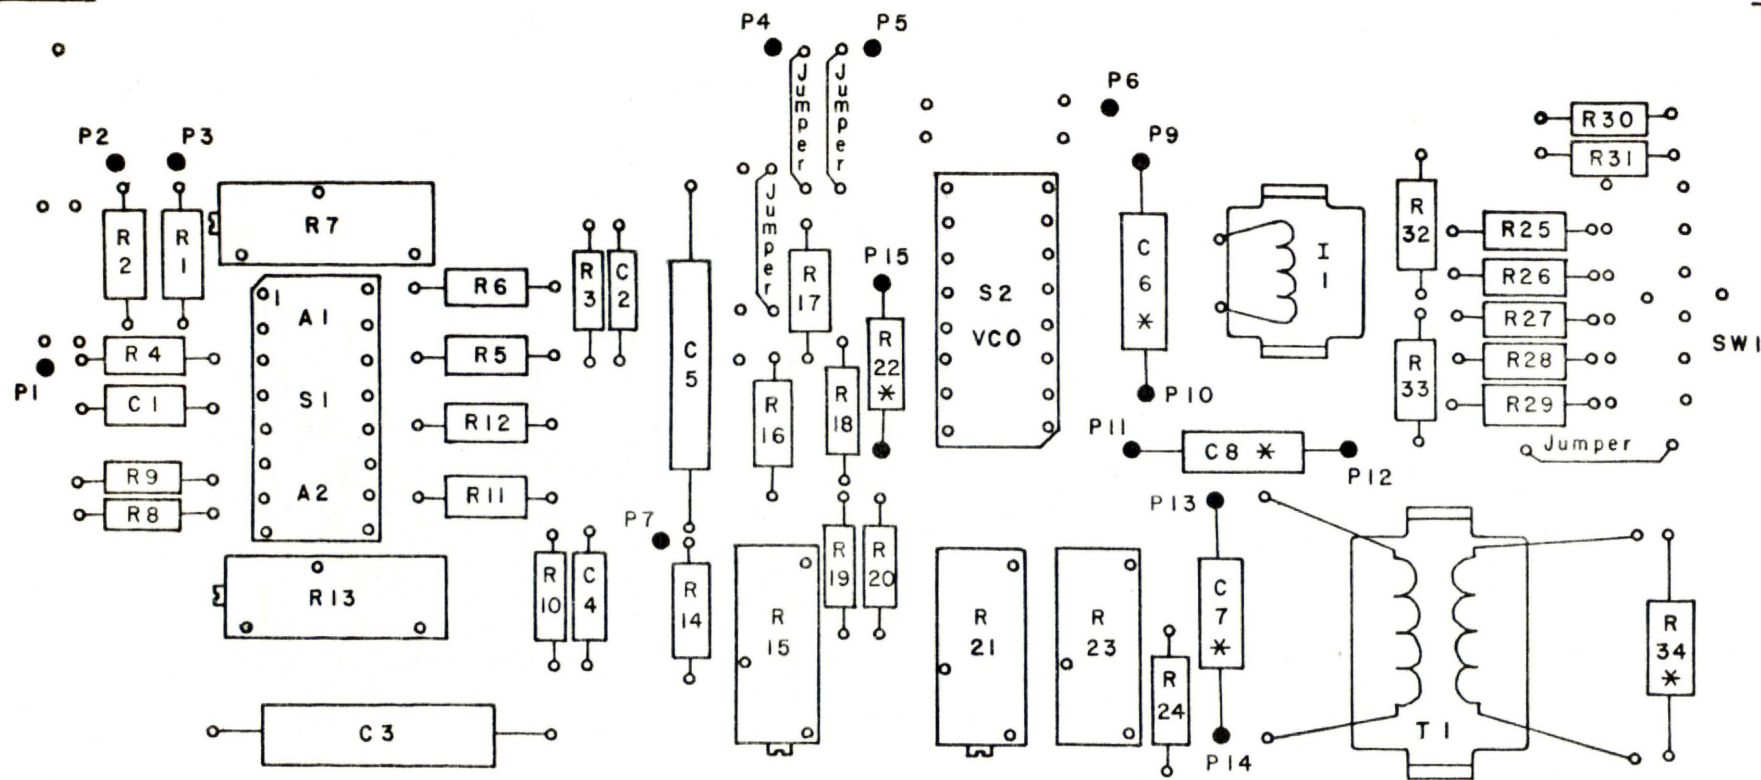 P4 P5
Jumper
Jumper
P6
P2 P3
P9
R30
R31
R2
R1
R7
Jumper
R32
R25
C6*
I1
R3
C2
R17
P15
1
A1
R6
S2
VCO
R26
R27
R4
P1
R5
C5
R22*
R28
SW1
C1
S1
R12
R16
R18
P10
R33
R29
P11
C8 *
P12
Jumper
R9
R8
A2
R11
P13
P7
R13
R10
C4
R14
R15
R19
R20
R21
R23
C7*
R24
R34*
C3
T1
P14